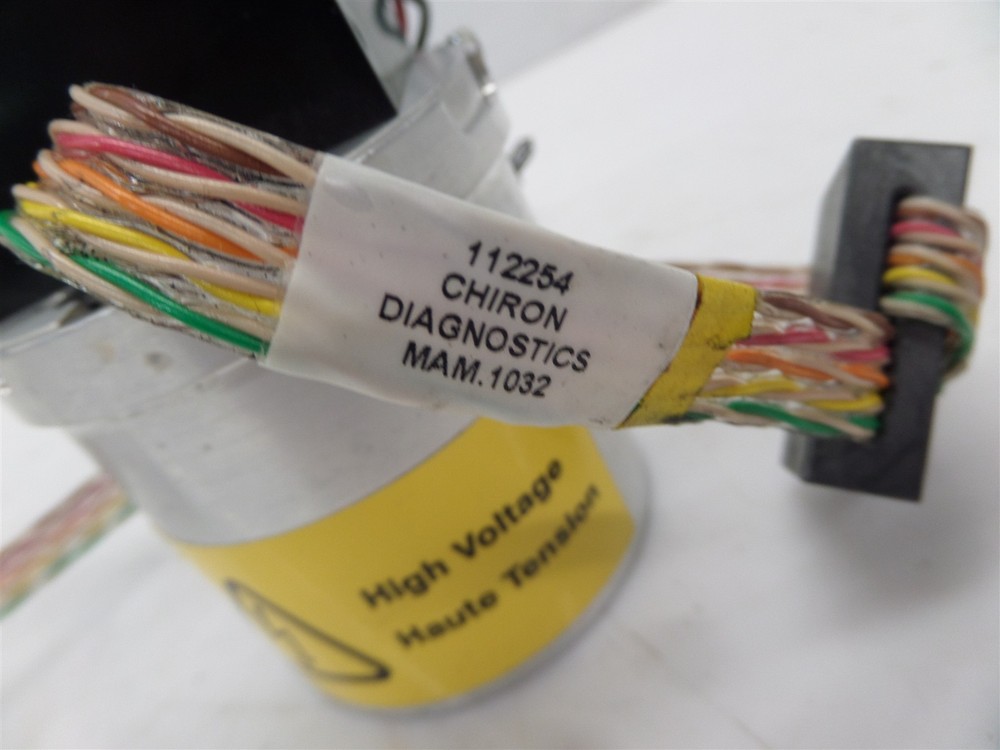 112254
CHIRON
DIAGNOSTICS
MAM.1032
High Voltage
Haute Tension